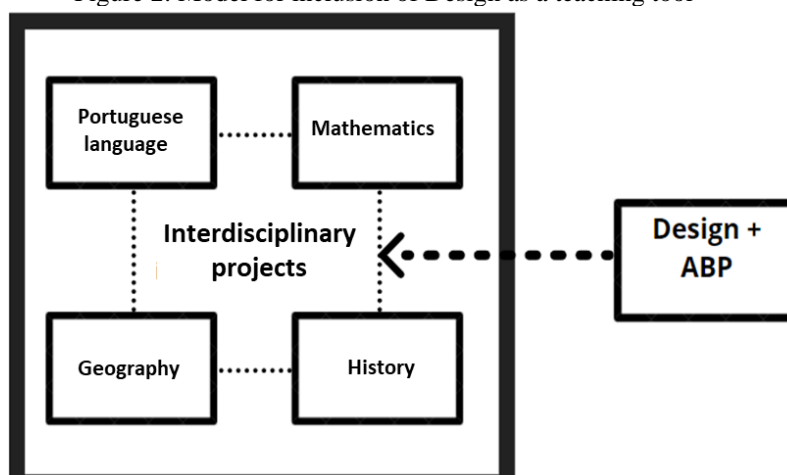 Figure 2: Model for inclusion of Design as a teaching tool
Portuguese
language
Mathematics
Interdisciplinary
projects
Design +
ABP
Geography
History